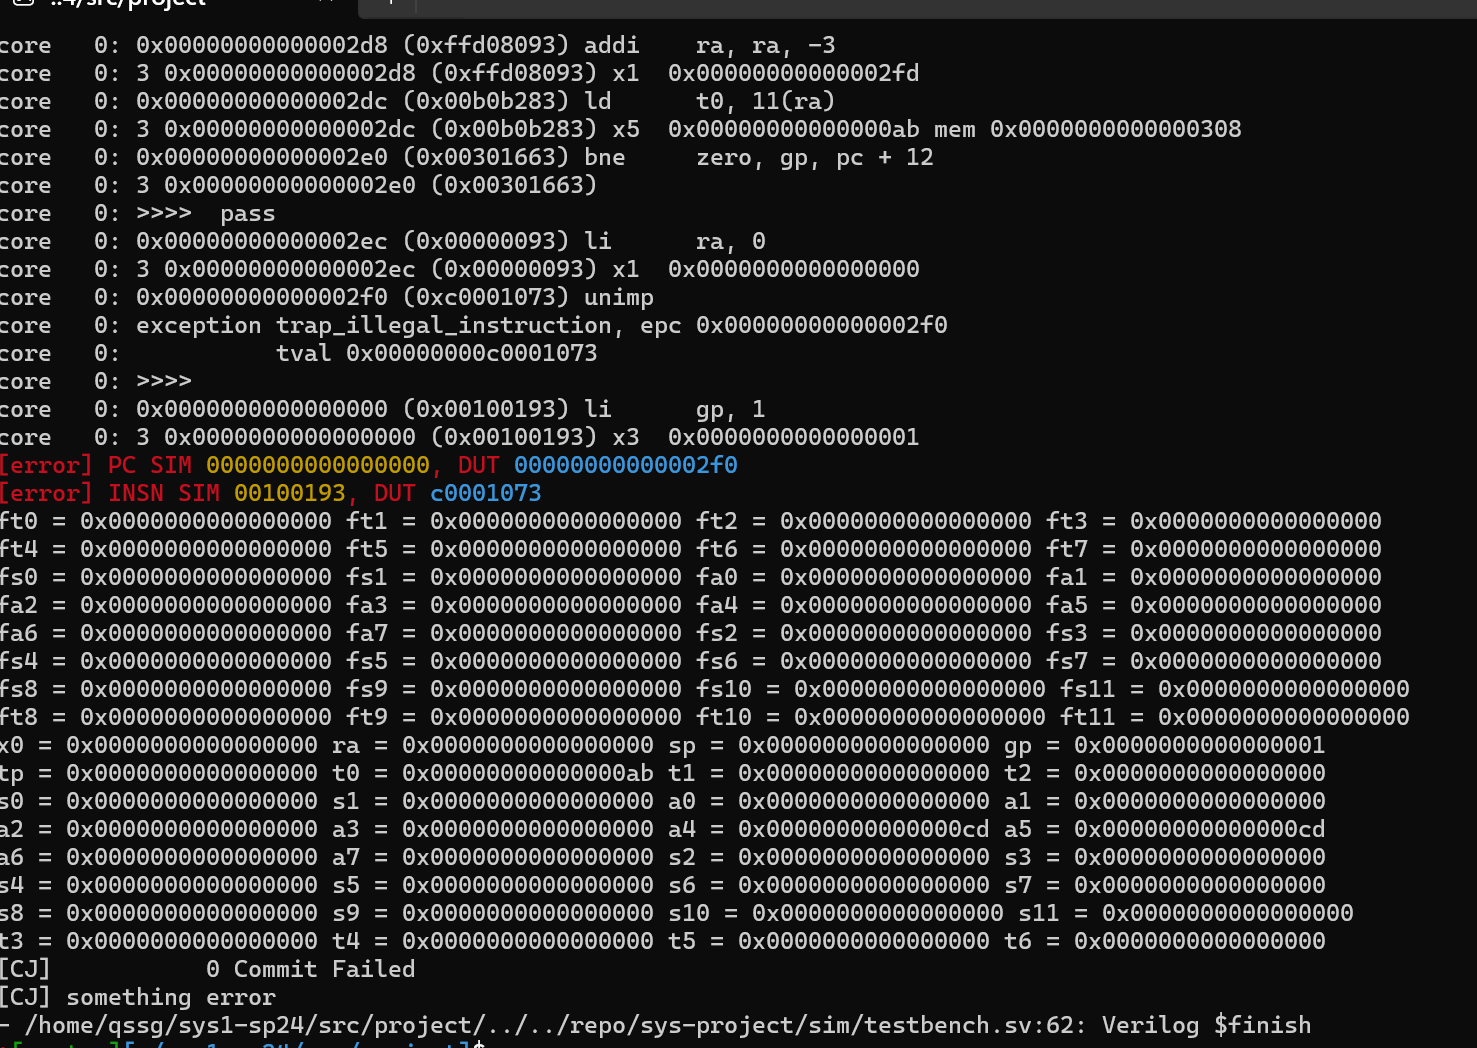 ..4/src/project
core   0: 0x00000000000002d8 (0xffd08093) addi    ra, ra, -3
core   0: 3 0x00000000000002d8 (0xffd08093) x1  0x00000000000002fd
core   0: 0x00000000000002dc (0x00b0b283) ld      t0, 11(ra)
core   0: 3 0x00000000000002dc (0x00b0b283) x5  0x00000000000000ab mem 0x0000000000000308
core   0: 0x00000000000002e0 (0x00301663) bne     zero, gp, pc + 12
core   0: 3 0x00000000000002e0 (0x00301663)
core   0: >>>>  pass
core   0: 0x00000000000002ec (0x00000093) li      ra, 0
core   0: 3 0x00000000000002ec (0x00000093) x1  0x0000000000000000
core   0: 0x00000000000002f0 (0xc0001073) unimp
core   0: exception trap_illegal_instruction, epc 0x00000000000002f0
core   0:           tval 0x00000000c0001073
core   0: >>>>
core   0: 0x0000000000000000 (0x00100193) li      gp, 1
core   0: 3 0x0000000000000000 (0x00100193) x3  0x0000000000000001
[error] PC SIM 0000000000000000, DUT 00000000000002f0
[error] INSN SIM 00100193, DUT c0001073
ft0 = 0x0000000000000000 ft1 = 0x0000000000000000 ft2 = 0x0000000000000000 ft3 = 0x0000000000000000
ft4 = 0x0000000000000000 ft5 = 0x0000000000000000 ft6 = 0x0000000000000000 ft7 = 0x0000000000000000
fs0 = 0x0000000000000000 fs1 = 0x0000000000000000 fa0 = 0x0000000000000000 fa1 = 0x0000000000000000
fa2 = 0x0000000000000000 fa3 = 0x0000000000000000 fa4 = 0x0000000000000000 fa5 = 0x0000000000000000
fa6 = 0x0000000000000000 fa7 = 0x0000000000000000 fs2 = 0x0000000000000000 fs3 = 0x0000000000000000
fs4 = 0x0000000000000000 fs5 = 0x0000000000000000 fs6 = 0x0000000000000000 fs7 = 0x0000000000000000
fs8 = 0x0000000000000000 fs9 = 0x0000000000000000 fs10 = 0x0000000000000000 fs11 = 0x0000000000000000
ft8 = 0x0000000000000000 ft9 = 0x0000000000000000 ft10 = 0x0000000000000000 ft11 = 0x0000000000000000
x0 = 0x0000000000000000 ra = 0x0000000000000000 sp = 0x0000000000000000 gp = 0x0000000000000001
tp = 0x0000000000000000 t0 = 0x00000000000000ab t1 = 0x0000000000000000 t2 = 0x0000000000000000
s0 = 0x0000000000000000 s1 = 0x0000000000000000 a0 = 0x0000000000000000 a1 = 0x0000000000000000
a2 = 0x0000000000000000 a3 = 0x0000000000000000 a4 = 0x00000000000000cd a5 = 0x00000000000000cd
a6 = 0x0000000000000000 a7 = 0x0000000000000000 s2 = 0x0000000000000000 s3 = 0x0000000000000000
s4 = 0x0000000000000000 s5 = 0x0000000000000000 s6 = 0x0000000000000000 s7 = 0x0000000000000000
s8 = 0x0000000000000000 s9 = 0x0000000000000000 s10 = 0x0000000000000000 s11 = 0x0000000000000000
t3 = 0x0000000000000000 t4 = 0x0000000000000000 t5 = 0x0000000000000000 t6 = 0x0000000000000000
[CJ]           0 Commit Failed
[CJ] something error
- /home/qssg/sys1-sp24/src/project/../../repo/sys-project/sim/testbench.sv:62: Verilog $finish